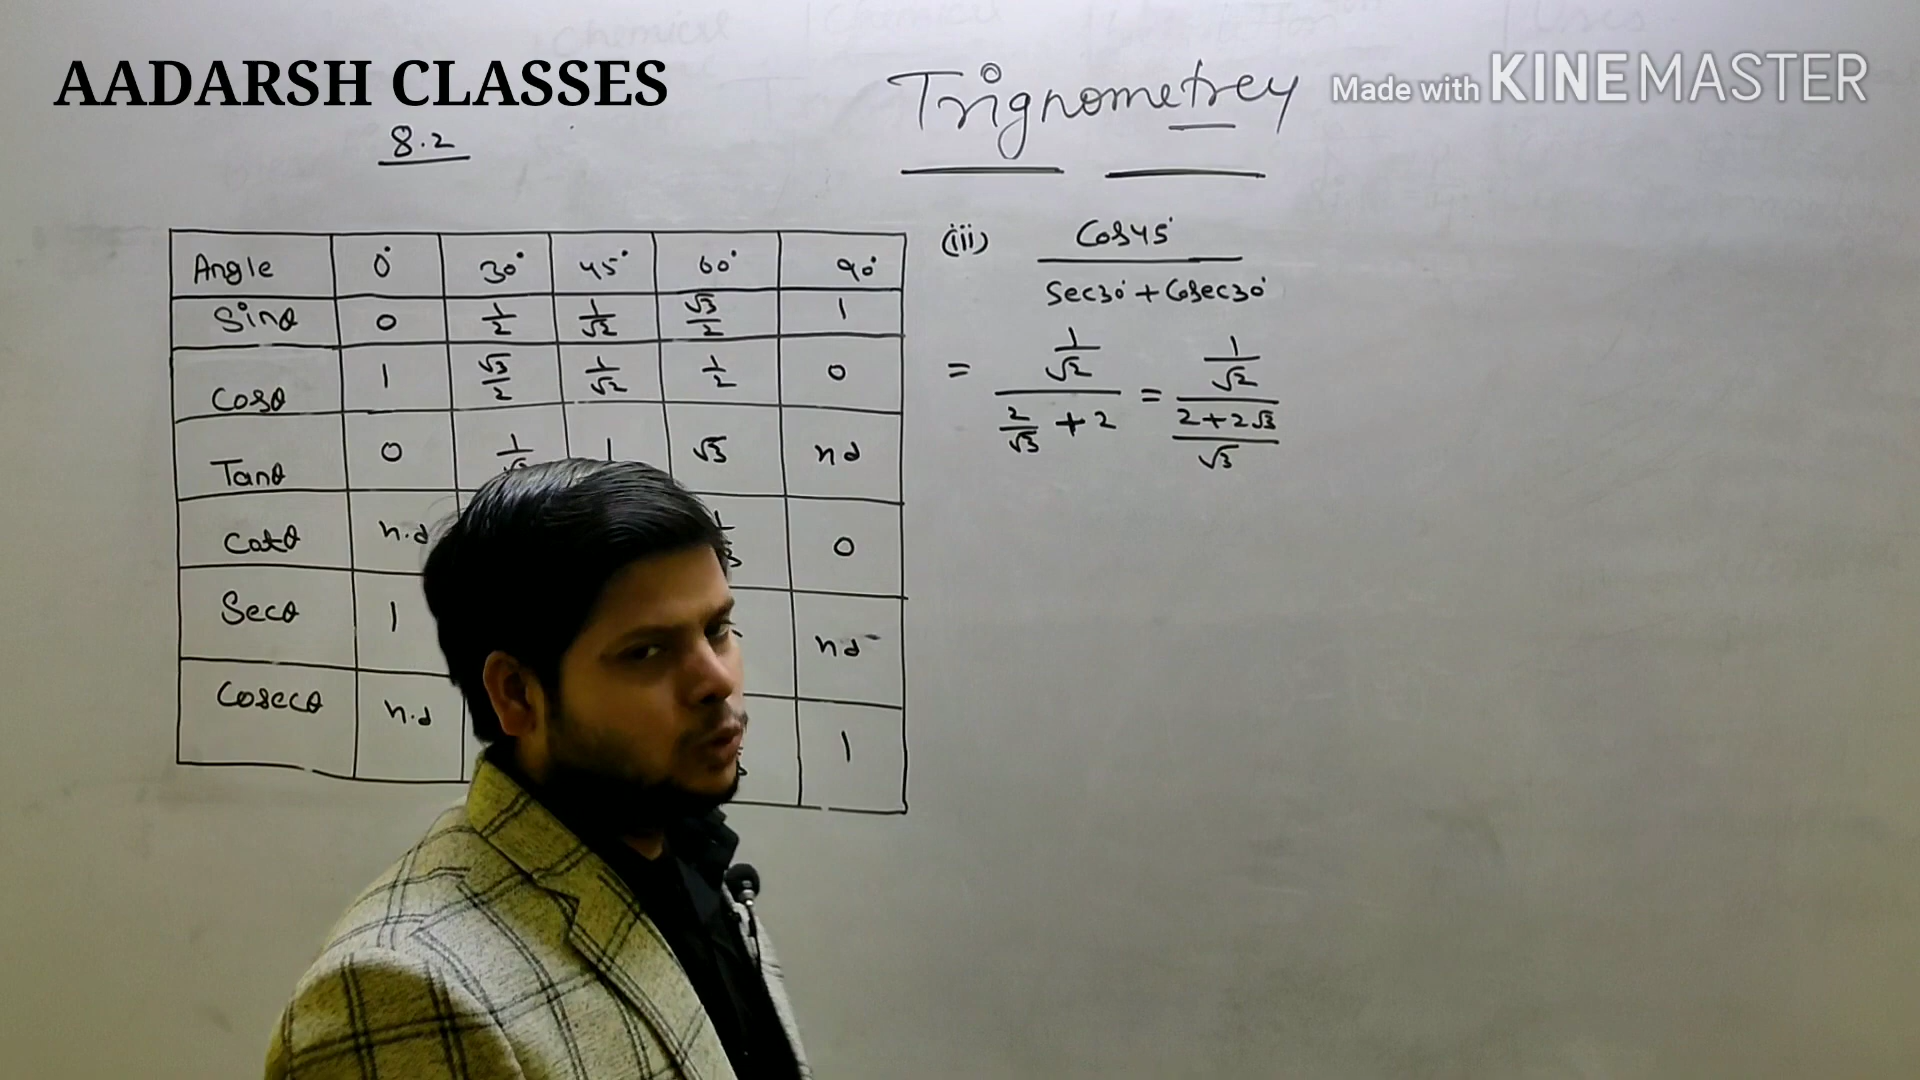 AADARSH CLASSES
Made with KINEMASTER
Trignometrey
8.2
Angle 0° 30° 45° 60° 90°
Sinθ 0 1/2 1/√2 √3/2 1
Cosθ 1 √3/2 1/√2 1/2 0
Tanθ 0 1 √3 nd
Cotθ n.d 0
Secθ 1 nd
Cosecθ n.d 1
(iii) Cos45° / Sec30° + Cosec30°
= 1/√2 / 2/√3 + 2 = 1/√2 / 2+2√3/√3